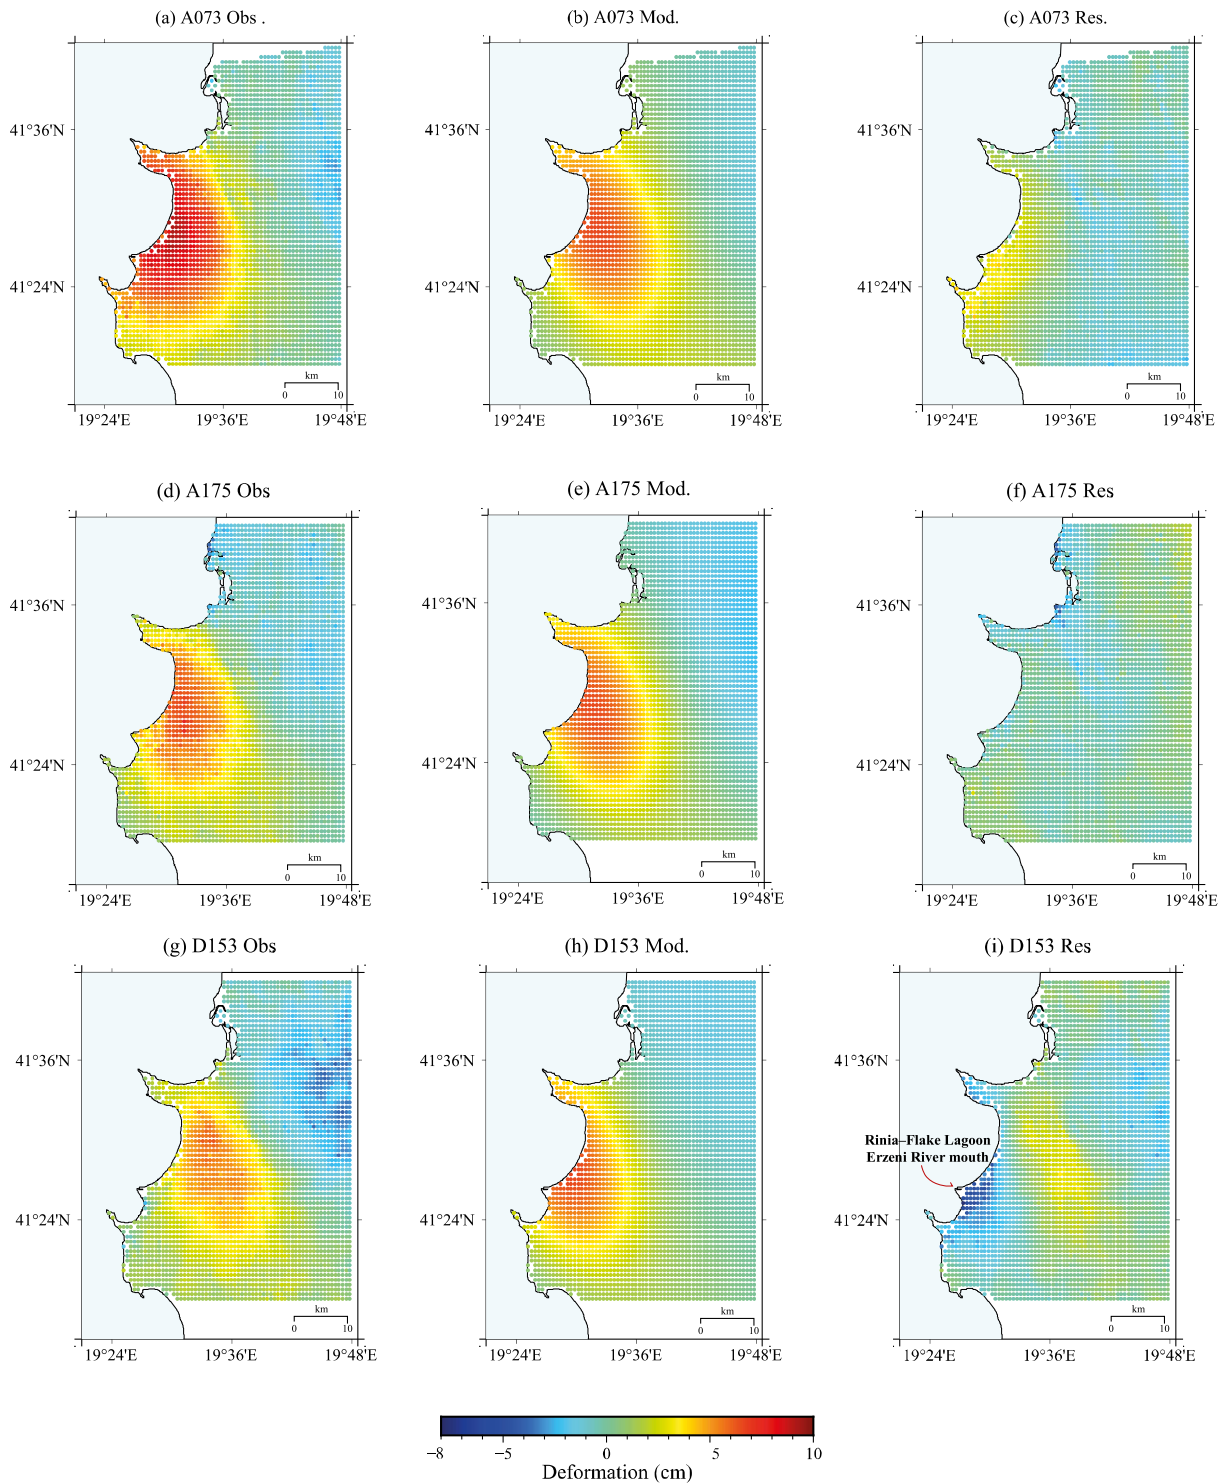 (a) A073 Obs .
(b) A073 Mod.
(c) A073 Res.
41°36'N
41°24'N
km
0 10
19°24'E 19°36'E 19°48'E
41°36'N
41°24'N
km
0 10
19°24'E 19°36'E 19°48'E
41°36'N
41°24'N
km
0 10
19°24'E 19°36'E 19°48'E
(d) A175 Obs
(e) A175 Mod.
(f) A175 Res
41°36'N
41°24'N
km
0 10
19°24'E 19°36'E 19°48'E
41°36'N
41°24'N
km
0 10
19°24'E 19°36'E 19°48'E
41°36'N
41°24'N
km
0 10
19°24'E 19°36'E 19°48'E
(g) D153 Obs
(h) D153 Mod.
(i) D153 Res
41°36'N
41°24'N
km
0 10
19°24'E 19°36'E 19°48'E
41°36'N
41°24'N
km
0 10
19°24'E 19°36'E 19°48'E
41°36'N
Rinia–Flake Lagoon
Erzeni River mouth
41°24'N
km
0 10
19°24'E 19°36'E 19°48'E
−8 −5 0 5 10
Deformation (cm)